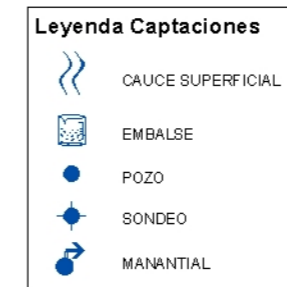 Leyenda Captaciones
CAUCE SUPERFICIAL
EMBALSE
POZO
SONDEO
MANANTIAL